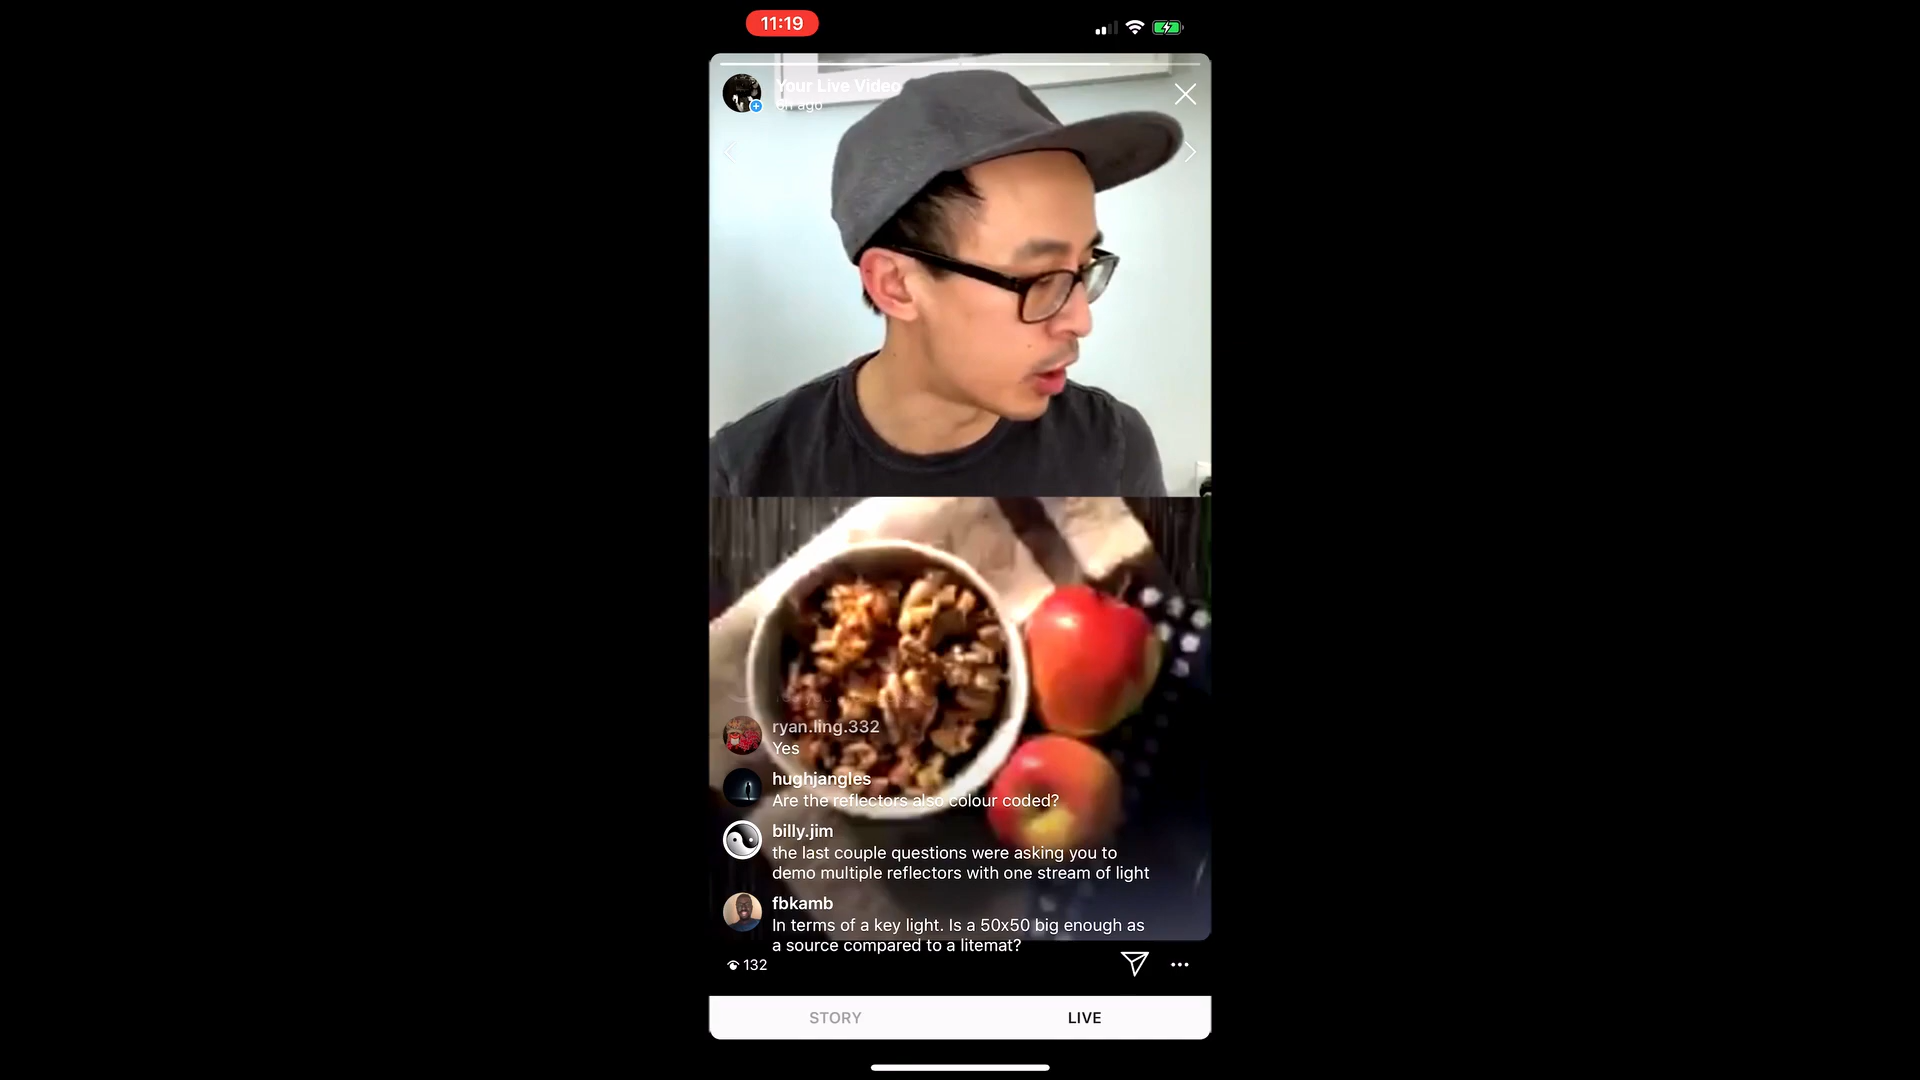 11:19
Your Live Video
ryan.ling.332
Yes
hughjangles
Are the reflectors also colour coded?
billy.jim
the last couple questions were asking you to
demo multiple reflectors with one stream of light
fbkamb
In terms of a key light. Is a 50x50 big enough as
a source compared to a litemat?
132
STORY
LIVE